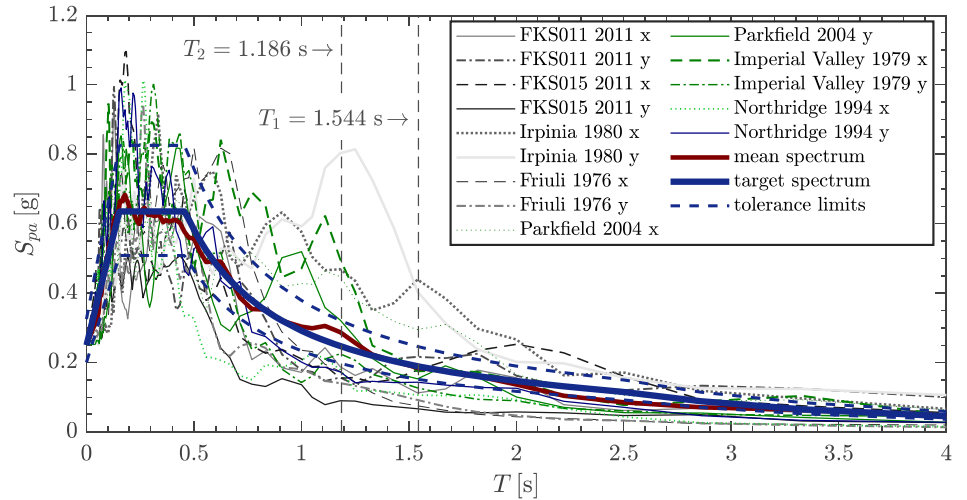 1.2
1
0.8
0.6
0.4
0.2
0
S_pa [g]
T_2 = 1.186 s→
T_1 = 1.544 s→
FKS011 2011 x
FKS011 2011 y
FKS015 2011 x
FKS015 2011 y
Irpinia 1980 x
Irpinia 1980 y
Friuli 1976 x
Friuli 1976 y
Parkfield 2004 x
Parkfield 2004 y
Imperial Valley 1979 x
Imperial Valley 1979 y
Northridge 1994 x
Northridge 1994 y
mean spectrum
target spectrum
tolerance limits
0 0.5 1 1.5 2 2.5 3 3.5 4
T [s]